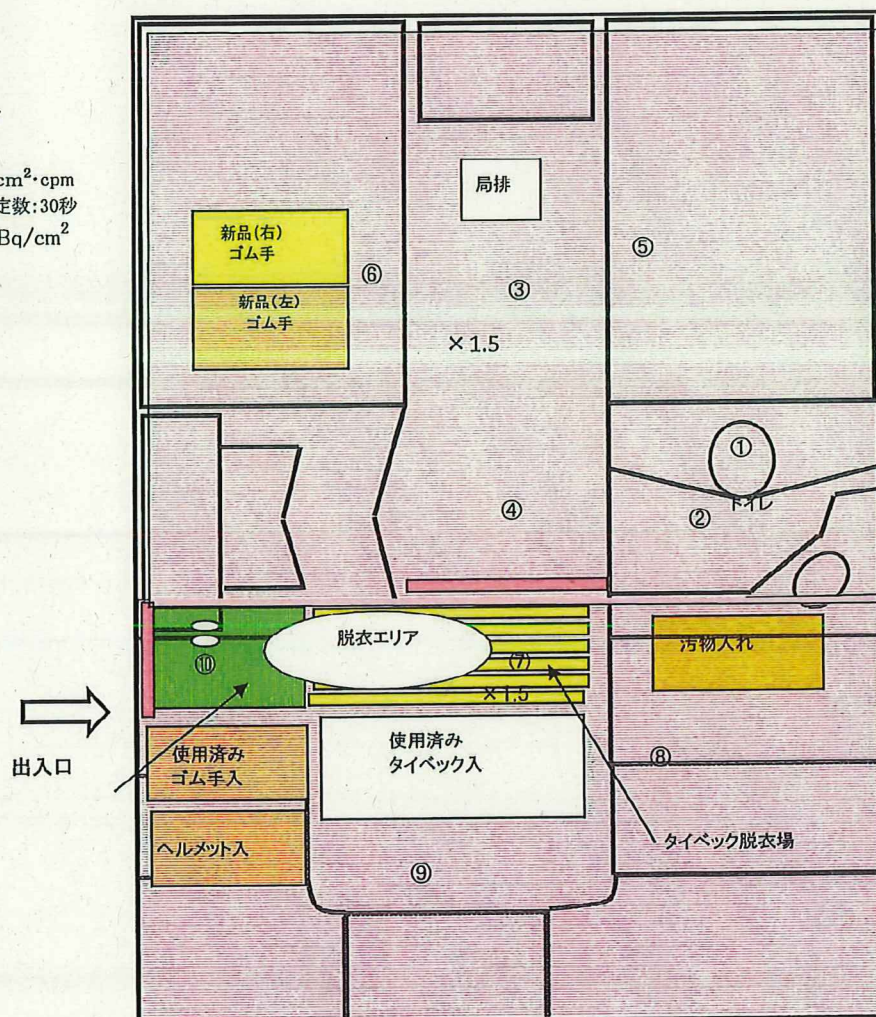 cm²･cpm
定数:30秒
Bq/cm²
局排
新品(右)
ゴム手
⑥
新品(左)
ゴム手
③
⑤
×1.5
①
④
②
トイレ
脱衣エリア
⑦
⑩
×1.5
汚物入れ
出入口
使用済み
ゴム手入
使用済み
タイベック入
⑧
ヘルメット入
タイベック脱衣場
⑨